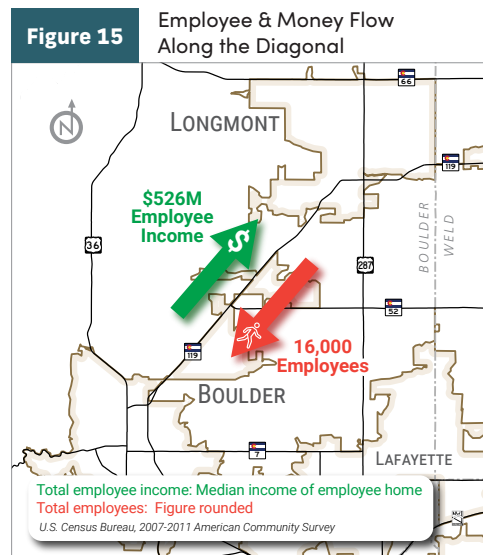 Figure 15
Employee & Money Flow
Along the Diagonal
66
N
LONGMONT
119
$526M
Employee
Income
$
BOULDER
WELD
36
287
52
119
16,000
Employees
BOULDER
7
LAFAYETTE
Total employee income: Median income of employee home
Total employees: Figure rounded
U.S. Census Bureau, 2007-2011 American Community Survey